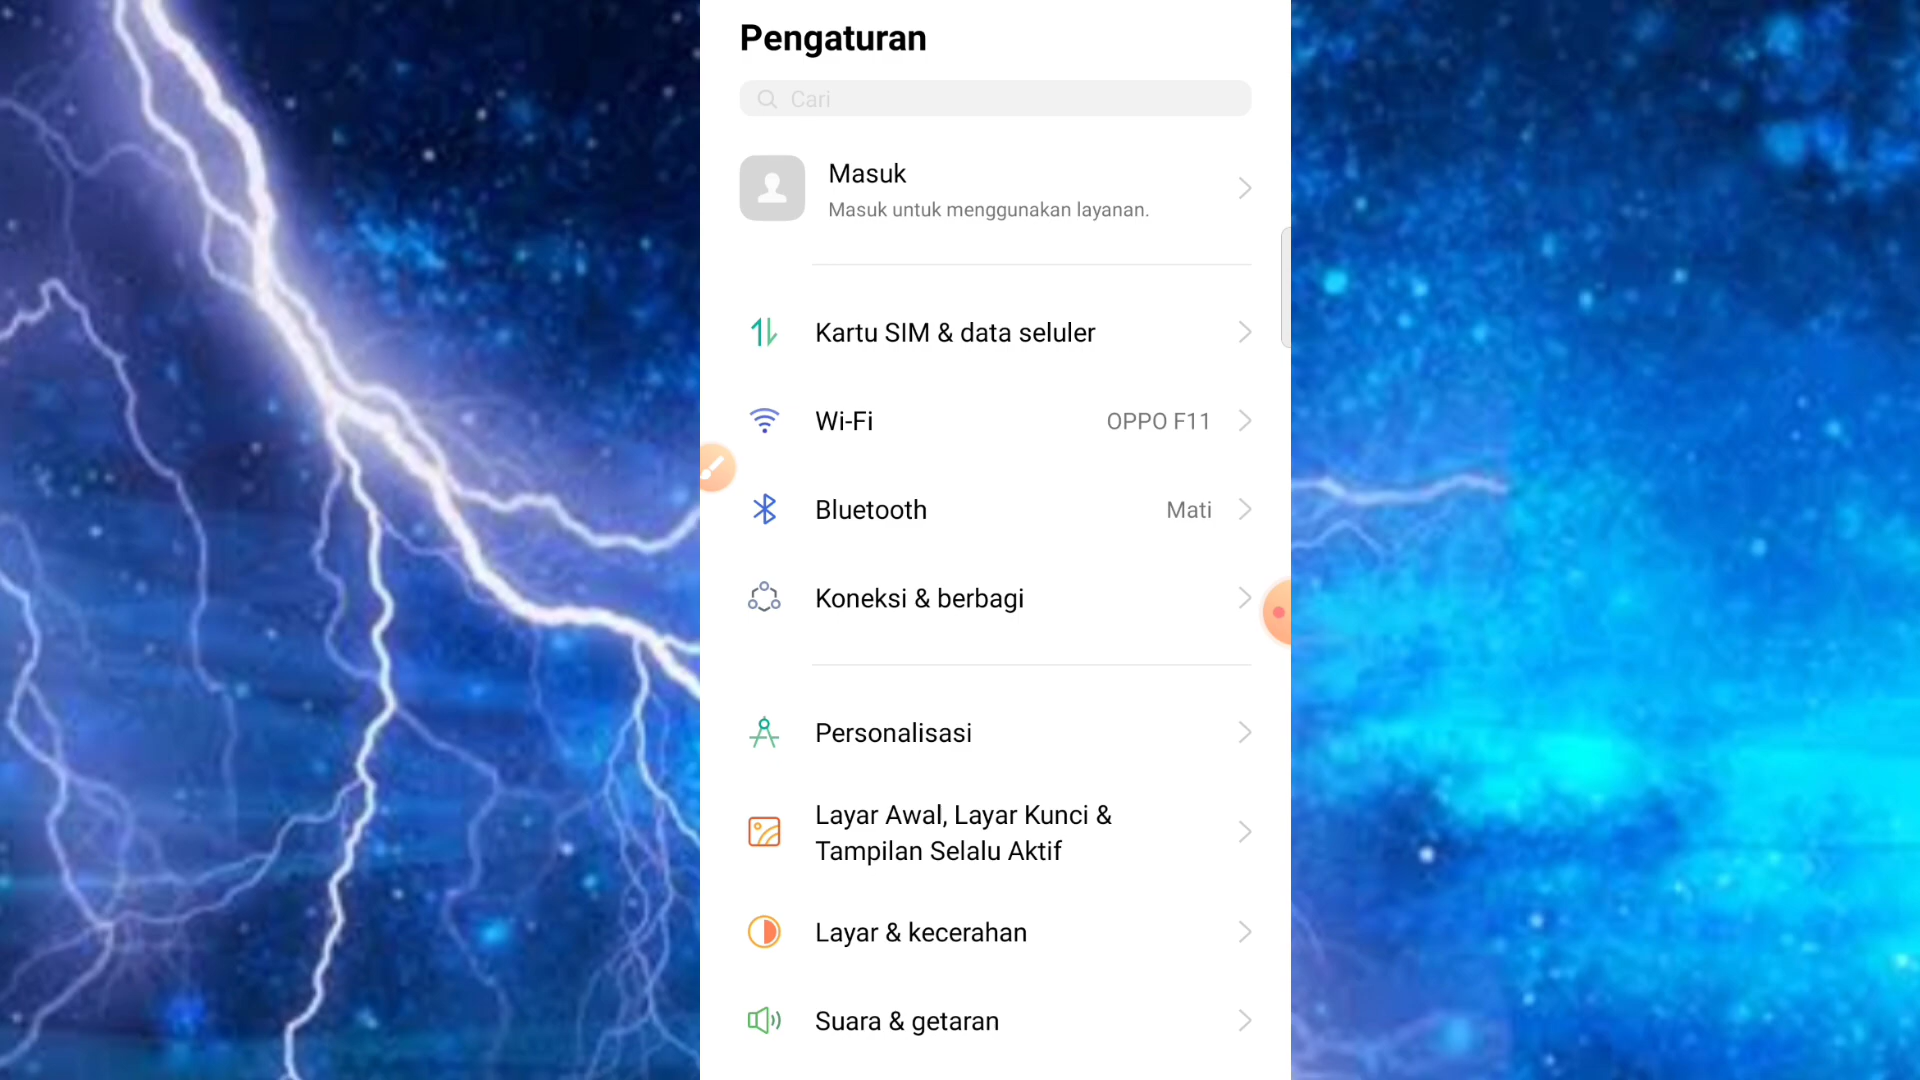 Pengaturan
Cari
Masuk
Masuk untuk menggunakan layanan.
Kartu SIM & data seluler
Wi-Fi OPPO F11
Bluetooth Mati
Koneksi & berbagi
Personalisasi
Layar Awal, Layar Kunci &
Tampilan Selalu Aktif
Layar & kecerahan
Suara & getaran